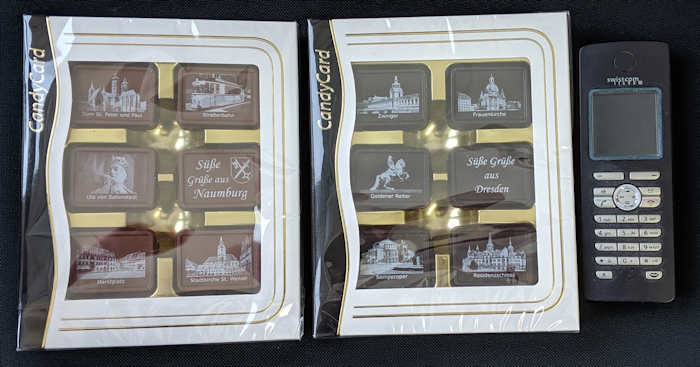 CandyCard
Dom St. Peter und Paul
Straßenbahn
Uta von Ballenstedt
Süße
Grüße aus
Naumburg
Marktplatz
Stadtkirche St. Wenzel
CandyCard
Zwinger
Frauenkirche
Goldener Reiter
Süße Grüße
aus
Dresden
Semperoper
Residenzschloss
swisscom